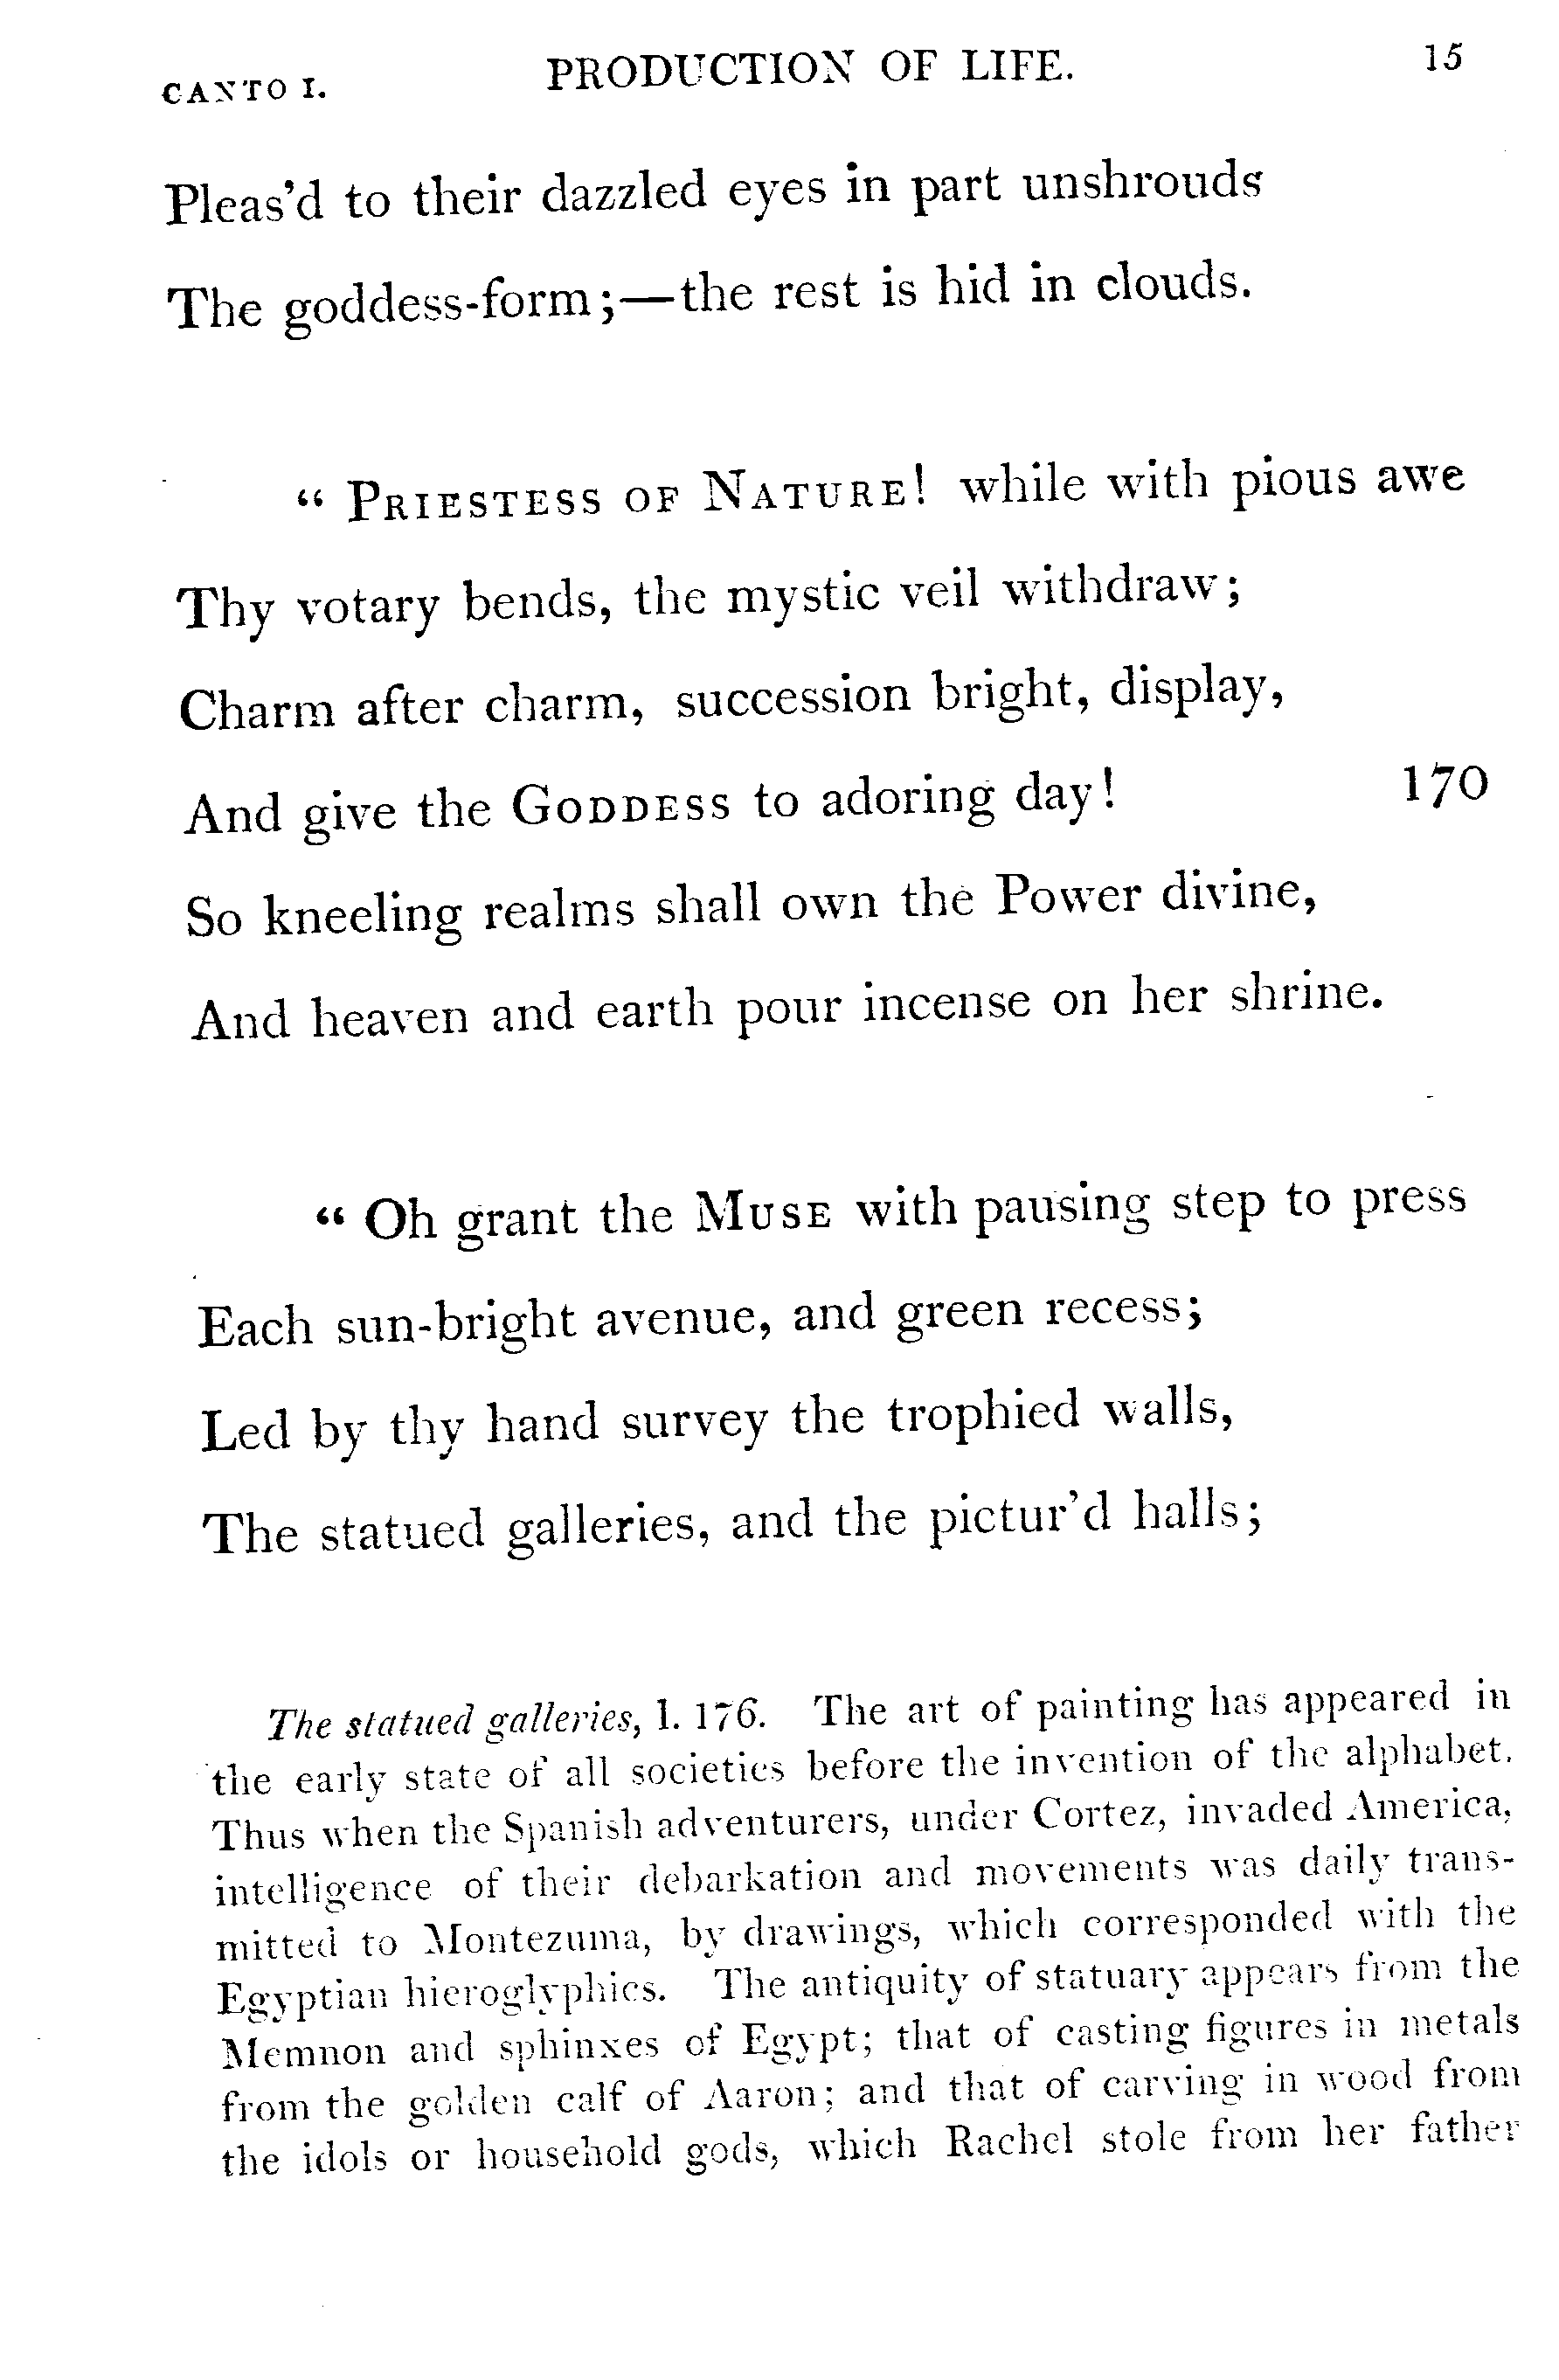 CANTO I. PRODUCTION OF LIFE. 15
Pleas'd to their dazzled eyes in part unshrouds
The goddess-form;—the rest is hid in clouds.
“ PRIESTESS OF NATURE! while with pious awe
Thy votary bends, the mystic veil withdraw;
Charm after charm, succession bright, display,
And give the GODDESS to adoring day! 170
So kneeling realms shall own the Power divine,
And heaven and earth pour incense on her shrine.
“ Oh grant the MUSE with pausing step to press
Each sun-bright avenue, and green recess;
Led by thy hand survey the trophied walls,
The statued galleries, and the pictur'd halls;
The statued galleries, l. 176. The art of painting has appeared in
the early state of all societies before the invention of the alphabet.
Thus when the Spanish adventurers, under Cortez, invaded America,
intelligence of their debarkation and movements was daily trans-
mitted to Montezuma, by drawings, which corresponded with the
Egyptian hieroglyphics. The antiquity of statuary appears from the
Memnon and sphinxes of Egypt; that of casting figures in metals
from the golden calf of Aaron; and that of carving in wood from
the idols or household gods, which Rachel stole from her father